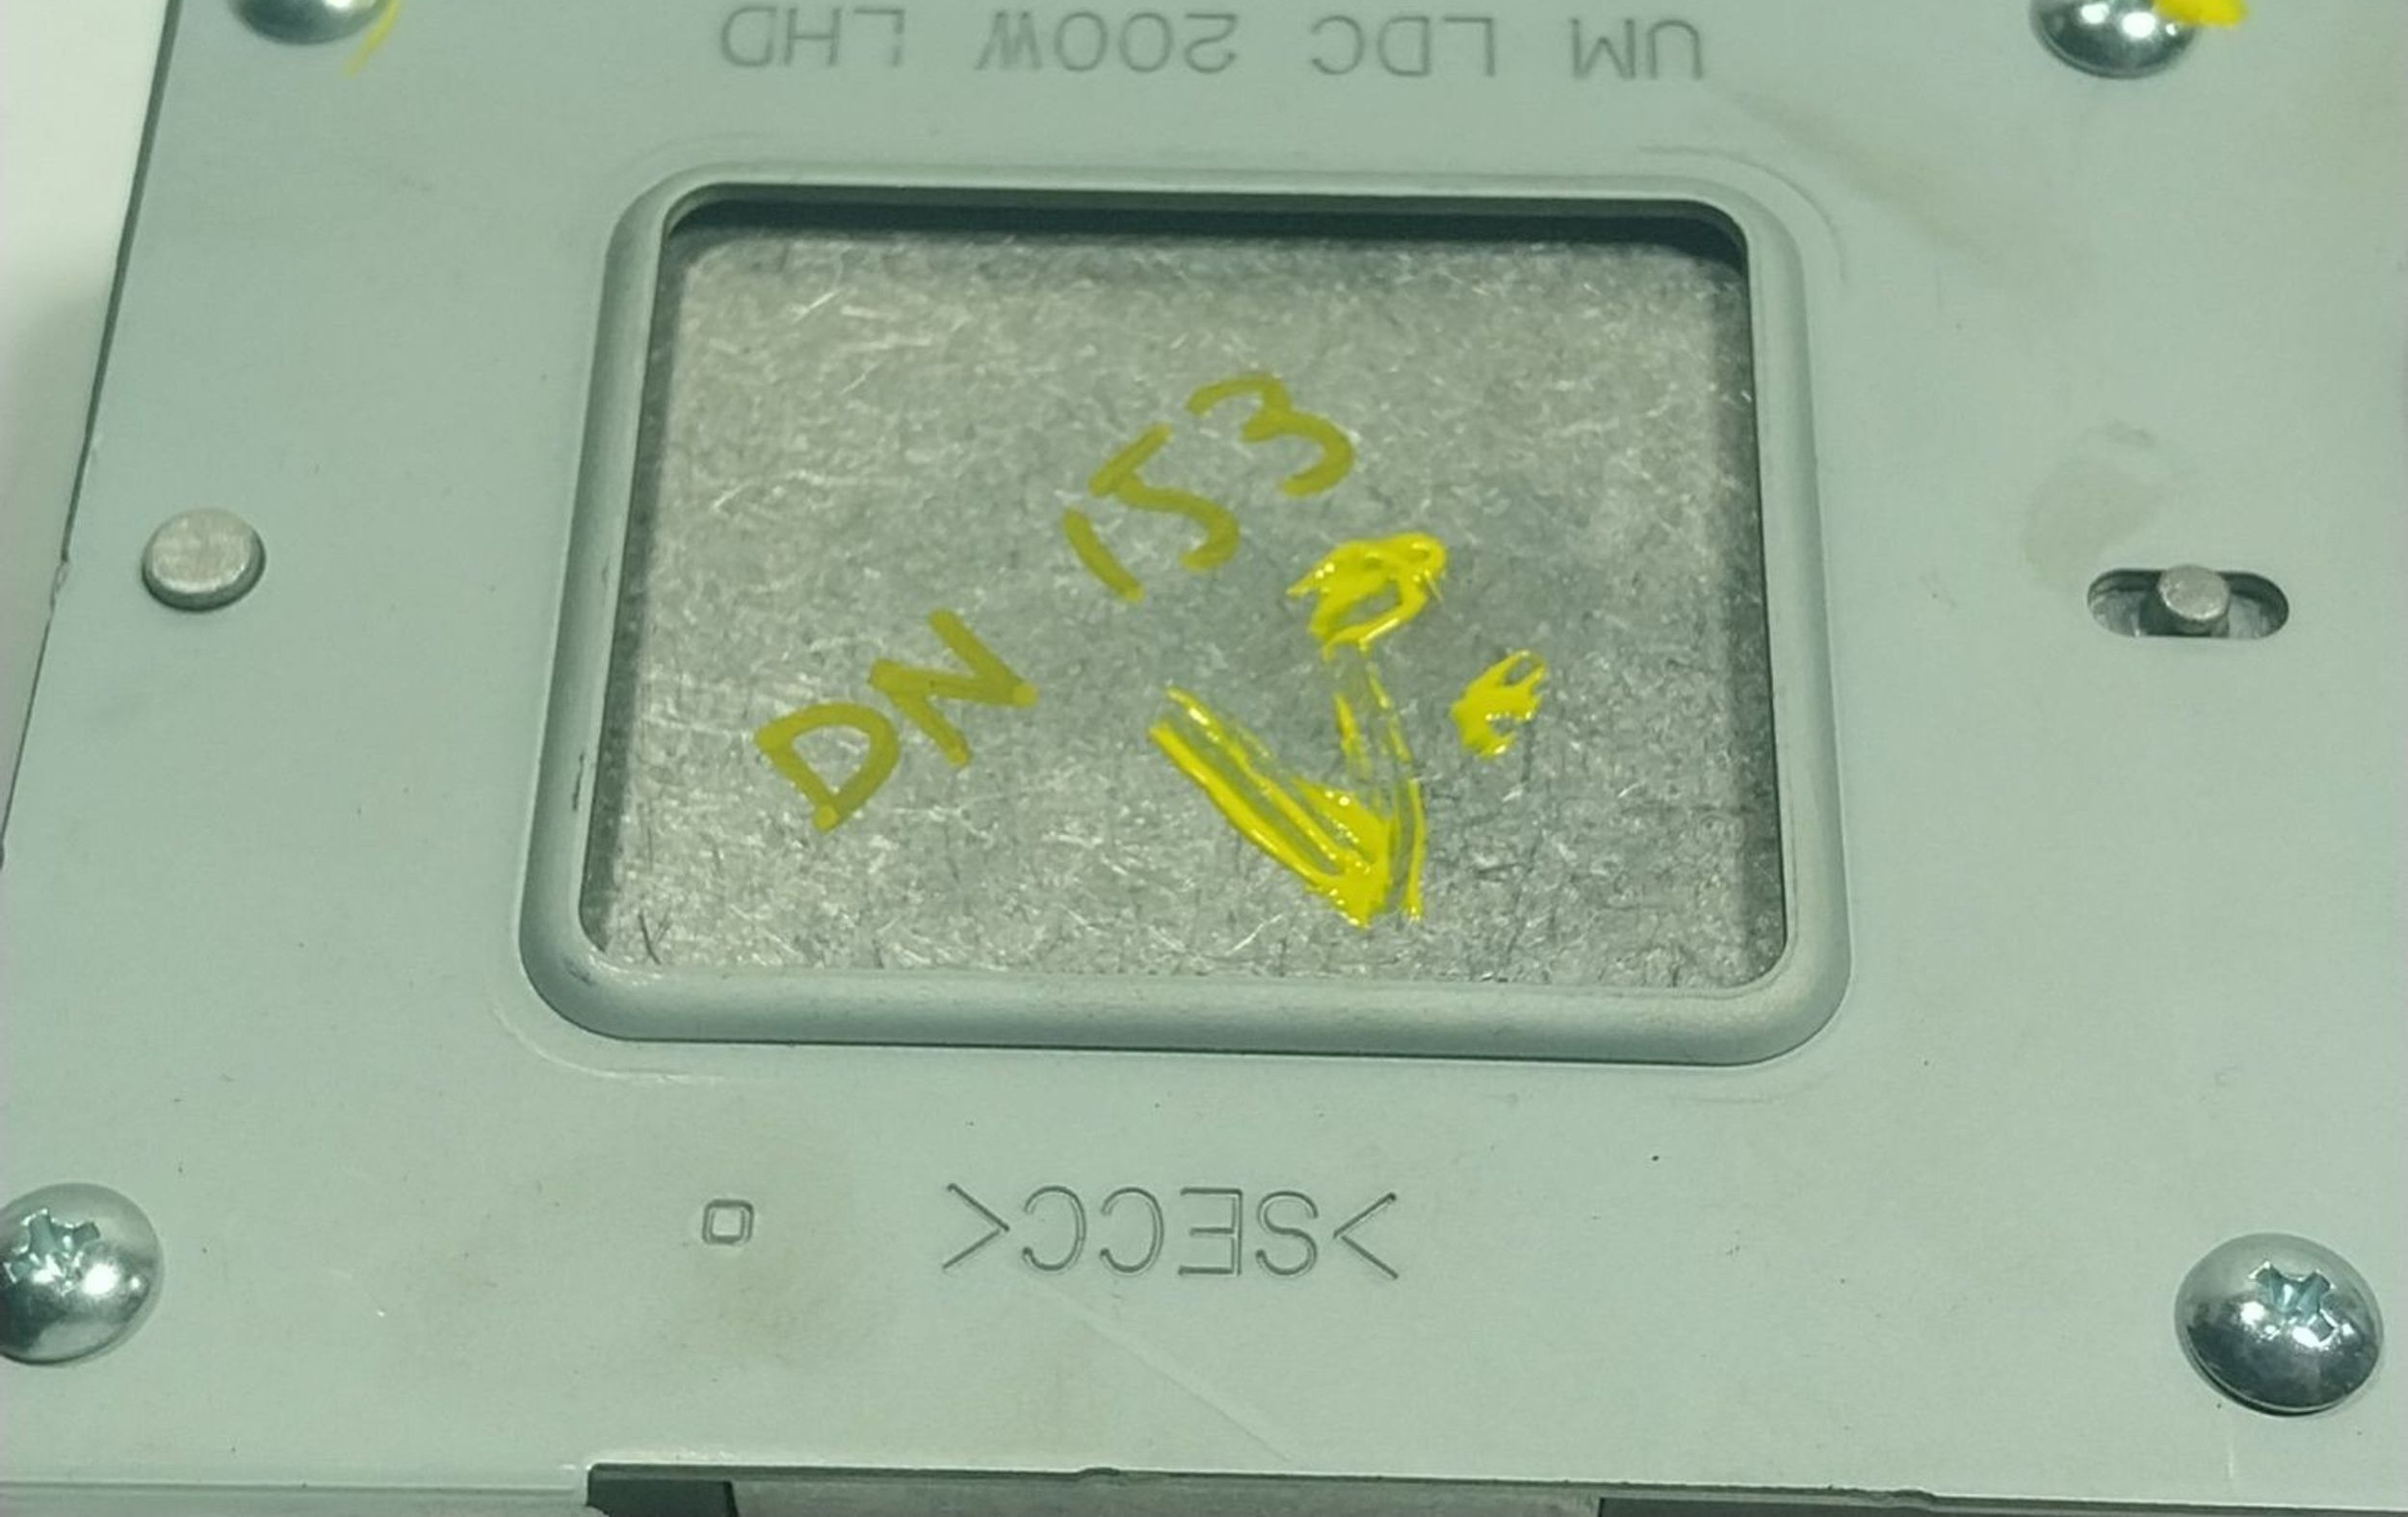 UM LDC 200W LHD
DN 153
>SECC<